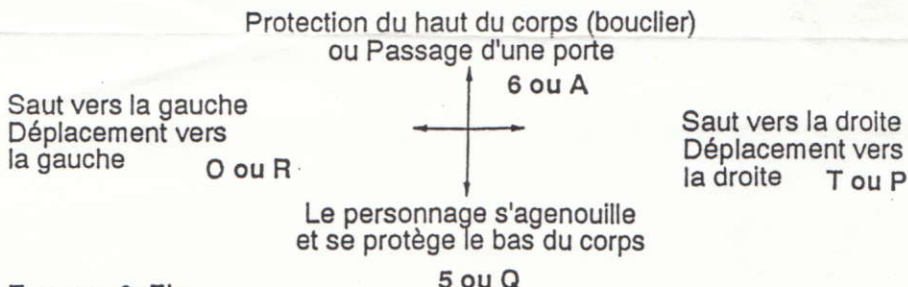 Protection du haut du corps (bouclier)
ou Passage d'une porte
6 ou A
Saut vers la gauche
Déplacement vers
la gauche
O ou R
Saut vers la droite
Déplacement vers
la droite
T ou P
Le personnage s'agenouille
et se protège le bas du corps
5 ou Q